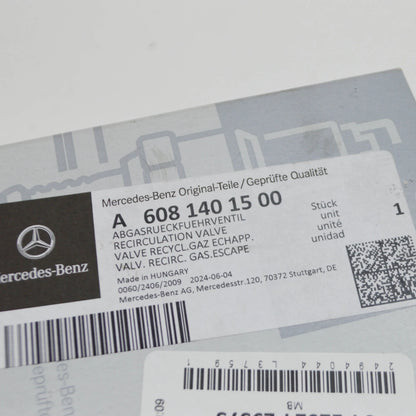 Mercedes-Benz Original-Teile/Geprüfte Qualität
A 608 140 15 00
ABGASRUECKFUEHRVENTIL
RECIRCULATION VALVE
VALVE RECYCL.GAZ ECHAPP.
VALV. RECIRC. GAS.ESCAPE
Stück
unit
unité
unidad
1
Made in HUNGARY
0060/2406/2009 2024-06-04
Mercedes-Benz AG, Mercedesstr.120, 70372 Stuttgart, DE
Mercedes-Benz
MB